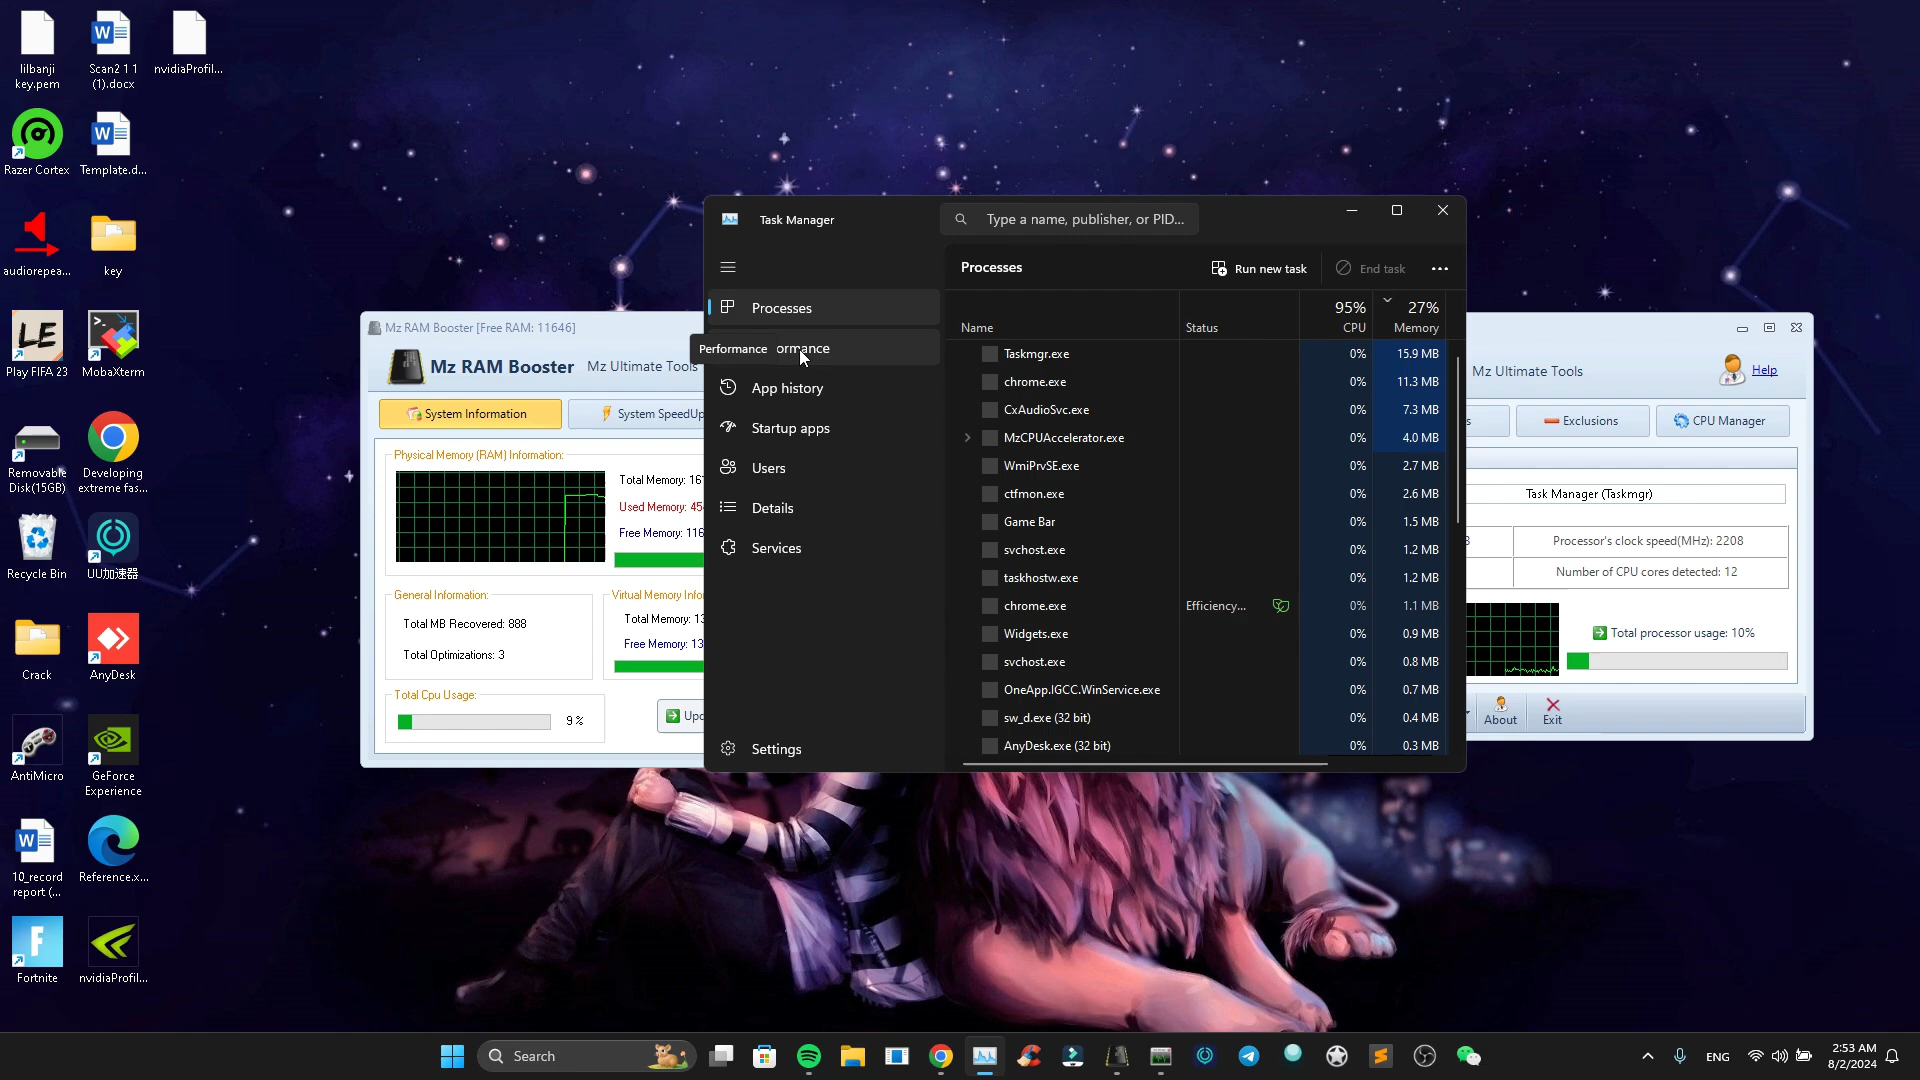 lilbanji
key.pem
Scan2 1 1
(1).docx
nvidiaProfil...
Razer Cortex
Template.d...
audiorepea...
key
Play FIFA 23
MobaXterm
Removable
Disk(15GB)
Developing
extreme fas...
Recycle Bin
UU加速器
Crack
AnyDesk
AntiMicro
GeForce
Experience
10_record
report (...
Reference.x...
Fortnite
nvidiaProfil...
Mz RAM Booster [Free RAM: 11646]
Mz RAM Booster
Mz Ultimate Tools
System Information
System SpeedUp
Physical Memory (RAM) Information:
Total Memory: 16
Used Memory: 45
Free Memory: 116
General Information:
Total MB Recovered: 888
Total Optimizations: 3
Virtual Memory Info
Total Memory: 13
Free Memory: 13
Total Cpu Usage:
9 %
Task Manager
Type a name, publisher, or PID...
Processes
Performance
ormance
App history
Startup apps
Users
Details
Services
Settings
Processes
Run new task
End task
95% 27%
Name Status CPU Memory
Taskmgr.exe 0% 15.9 MB
chrome.exe 0% 11.3 MB
CxAudioSvc.exe 0% 7.3 MB
MzCPUAccelerator.exe 0% 4.0 MB
WmiPrvSE.exe 0% 2.7 MB
ctfmon.exe 0% 2.6 MB
Game Bar 0% 1.5 MB
svchost.exe 0% 1.2 MB
taskhostw.exe 0% 1.2 MB
chrome.exe Efficiency... 0% 1.1 MB
Widgets.exe 0% 0.9 MB
svchost.exe 0% 0.8 MB
OneApp.IGCC.WinService.exe 0% 0.7 MB
sw_d.exe (32 bit) 0% 0.4 MB
AnyDesk.exe (32 bit) 0% 0.3 MB
Mz Ultimate Tools
Help
s
Exclusions
CPU Manager
Task Manager (Taskmgr)
Processor's clock speed(MHz): 2208
Number of CPU cores detected: 12
Total processor usage: 10%
About
Exit
Search
ENG
2:53 AM
8/2/2024